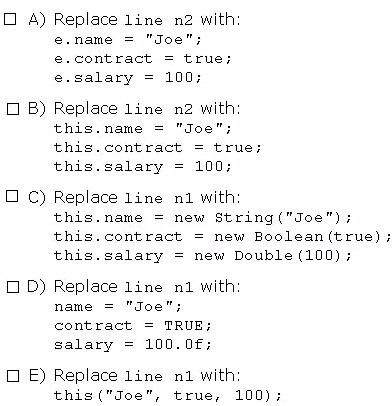 A) Replace line n2 with:
e.name = "Joe";
e.contract = true;
e.salary = 100;
B) Replace line n2 with:
this.name = "Joe";
this.contract = true;
this.salary = 100;
C) Replace line n1 with:
this.name = new String("Joe");
this.contract = new Boolean(true);
this.salary = new Double(100);
D) Replace line n1 with:
name = "Joe";
contract = TRUE;
salary = 100.0f;
E) Replace line n1 with:
this("Joe", true, 100);